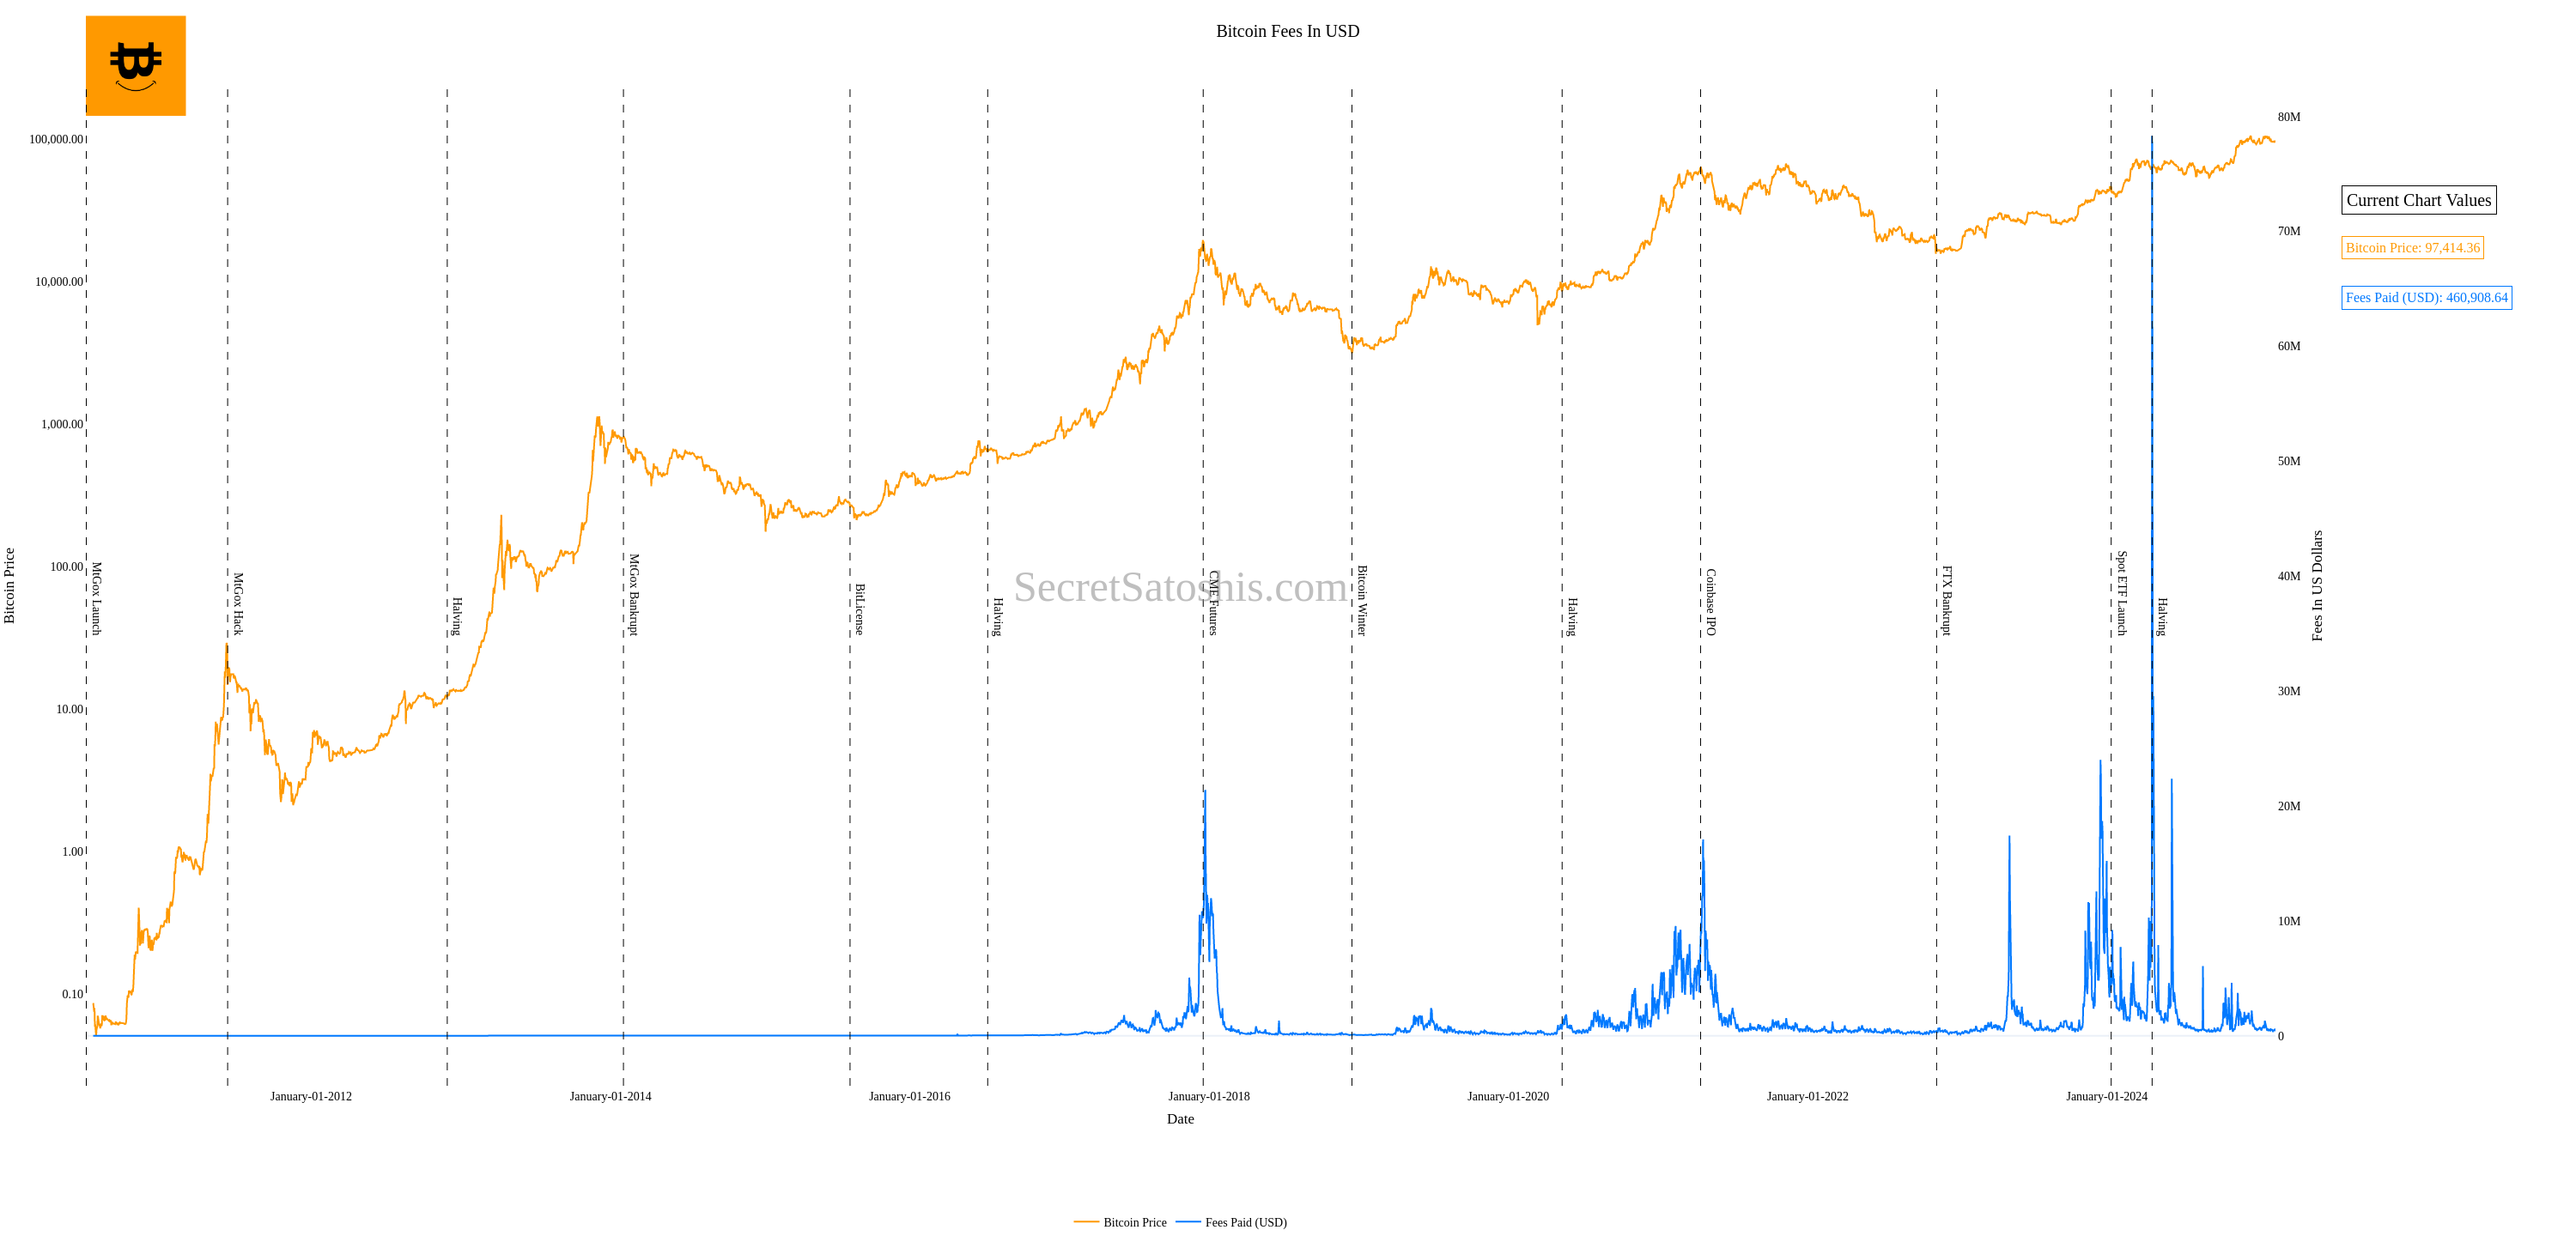 Bitcoin Fees In USD
100,000.00
10,000.00
1,000.00
100.00
10.00
1.00
0.10
Bitcoin Price
80M
70M
60M
50M
40M
30M
20M
10M
0
Fees In US Dollars
Current Chart Values
Bitcoin Price: 97,414.36
Fees Paid (USD): 460,908.64
MtGox Launch
MtGox Hack
Halving
MtGox Bankrupt
BitLicense
Halving
SecretSatoshis.com
CME Futures
Bitcoin Winter
Halving
Coinbase IPO
FTX Bankrupt
Spot ETF Launch
Halving
January-01-2012
January-01-2014
January-01-2016
January-01-2018
January-01-2020
January-01-2022
January-01-2024
Date
Bitcoin Price
Fees Paid (USD)